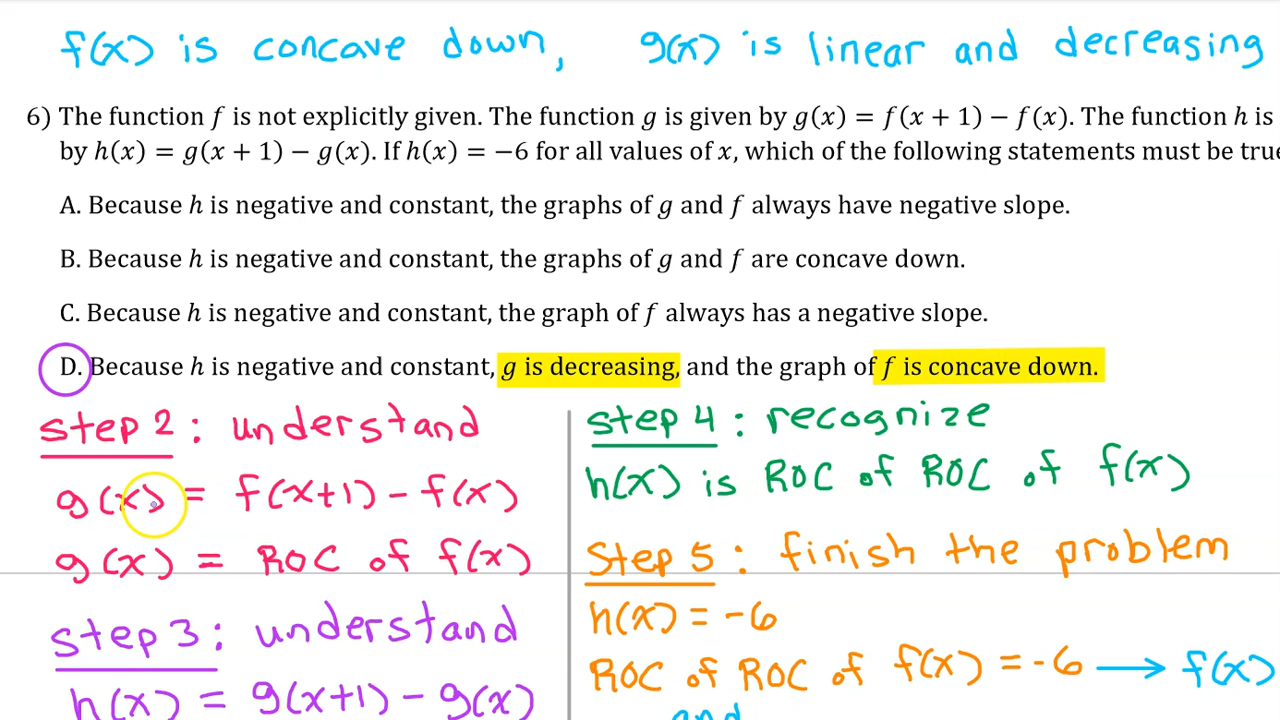 f(x) is concave down, g(x) is linear and decreasing
6) The function f is not explicitly given. The function g is given by g(x) = f(x + 1) − f(x). The function h is
by h(x) = g(x + 1) − g(x). If h(x) = −6 for all values of x, which of the following statements must be true
A. Because h is negative and constant, the graphs of g and f always have negative slope.
B. Because h is negative and constant, the graphs of g and f are concave down.
C. Because h is negative and constant, the graph of f always has a negative slope.
D. Because h is negative and constant, g is decreasing, and the graph of f is concave down.
step 2: understand
g(x) = f(x+1) - f(x)
g(x) = ROC of f(x)
step 3: understand
h(x) = g(x+1) - g(x)
step 4: recognize
h(x) is ROC of ROC of f(x)
Step 5: finish the problem
h(x) = -6
ROC of ROC of f(x) = -6 → f(x)
and